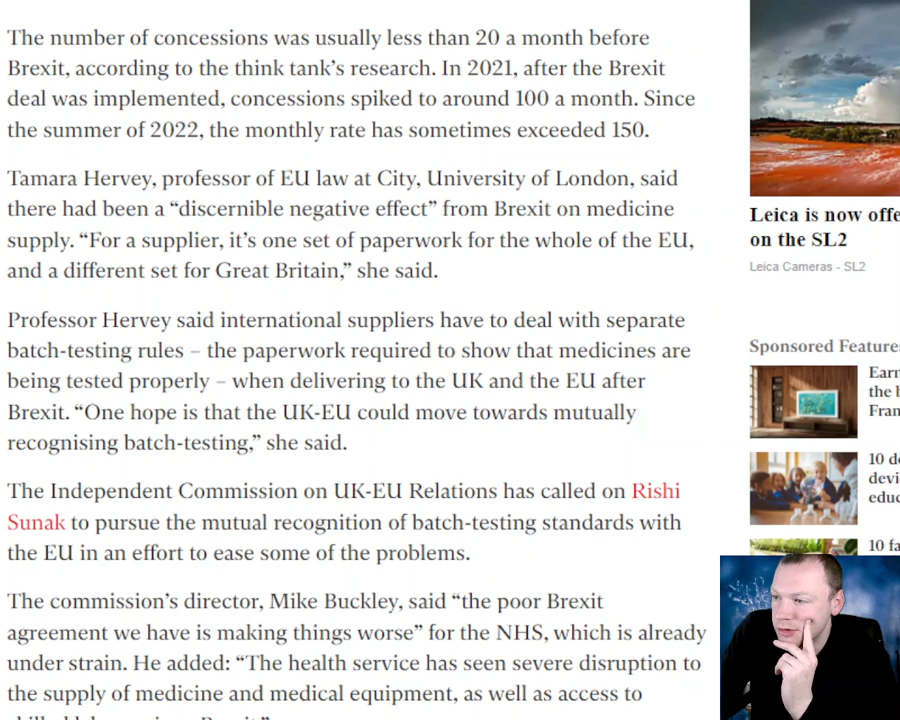 The number of concessions was usually less than 20 a month before
Brexit, according to the think tank’s research. In 2021, after the Brexit
deal was implemented, concessions spiked to around 100 a month. Since
the summer of 2022, the monthly rate has sometimes exceeded 150.
Tamara Hervey, professor of EU law at City, University of London, said
there had been a “discernible negative effect” from Brexit on medicine
supply. “For a supplier, it’s one set of paperwork for the whole of the EU,
and a different set for Great Britain,” she said.
Professor Hervey said international suppliers have to deal with separate
batch-testing rules – the paperwork required to show that medicines are
being tested properly – when delivering to the UK and the EU after
Brexit. “One hope is that the UK-EU could move towards mutually
recognising batch-testing,” she said.
The Independent Commission on UK-EU Relations has called on Rishi
Sunak to pursue the mutual recognition of batch-testing standards with
the EU in an effort to ease some of the problems.
The commission’s director, Mike Buckley, said “the poor Brexit
agreement we have is making things worse” for the NHS, which is already
under strain. He added: “The health service has seen severe disruption to
the supply of medicine and medical equipment, as well as access to
Leica is now offe
on the SL2
Leica Cameras - SL2
Sponsored Features
Earn
the b
Fran
10 de
devi
educ
10 fa